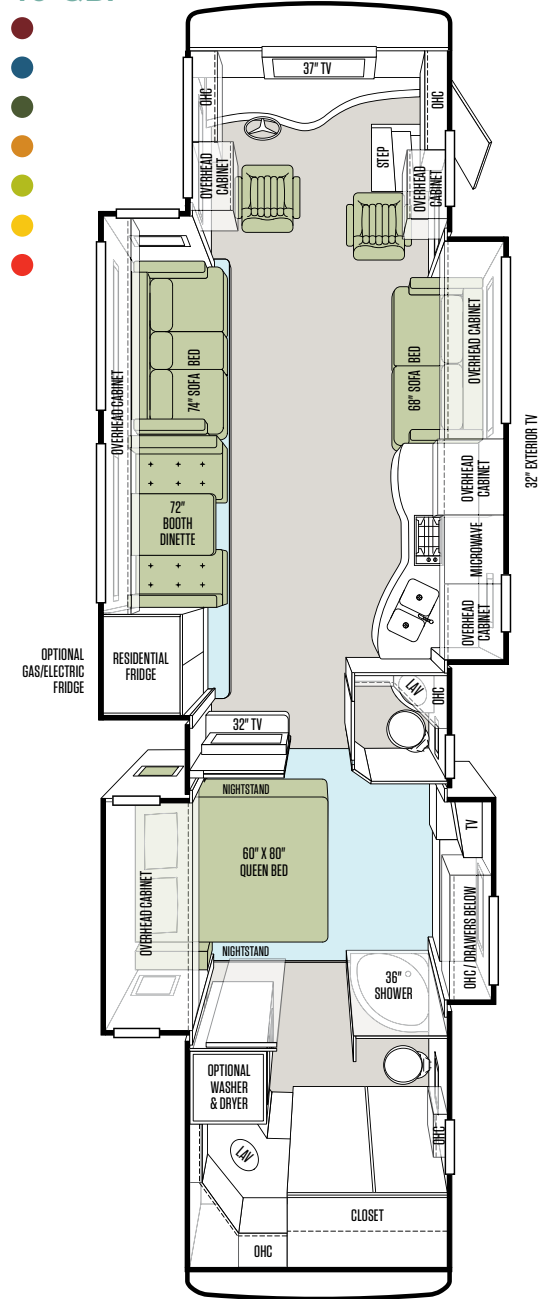 37" TV
OHC
OHC
STEP
OVERHEAD
CABINET
OVERHEAD
CABINET
OVERHEAD CABINET
74" SOFA BED
68" SOFA BED
OVERHEAD CABINET
32" EXTERIOR TV
72"
BOOTH
DINETTE
OVERHEAD
CABINET
MICROWAVE
OVERHEAD
CABINET
OPTIONAL
GAS/ELECTRIC
FRIDGE
RESIDENTIAL
FRIDGE
LAV
OHC
32" TV
NIGHTSTAND
60" X 80"
QUEEN BED
NIGHTSTAND
OVERHEAD CABINET
TV
OHC / DRAWERS BELOW
36"
SHOWER
OPTIONAL
WASHER
& DRYER
LAV
OHC
CLOSET
OHC